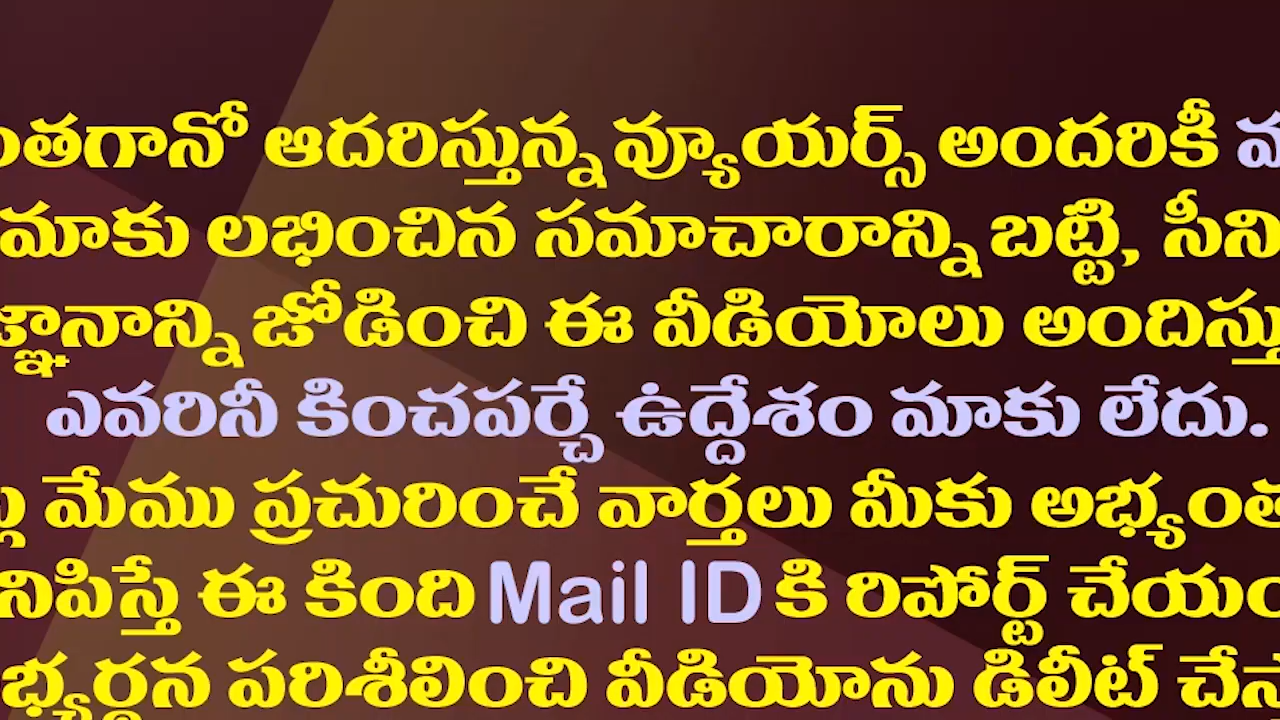 ఆదరిస్తున్న వ్యూయర్స్ అందరికీ
మాకు లభించిన సమాచారాన్ని బట్టి,
జోడించి ఈ వీడియోలు
ఎవరినీ కించపర్చే ఉద్దేశం మాకు లేదు.
మేము ప్రచురించే వార్తలు మీకు
ఈ కింది Mail ID కి రిపోర్ట్
పరిశీలించి వీడియోను డిలీట్